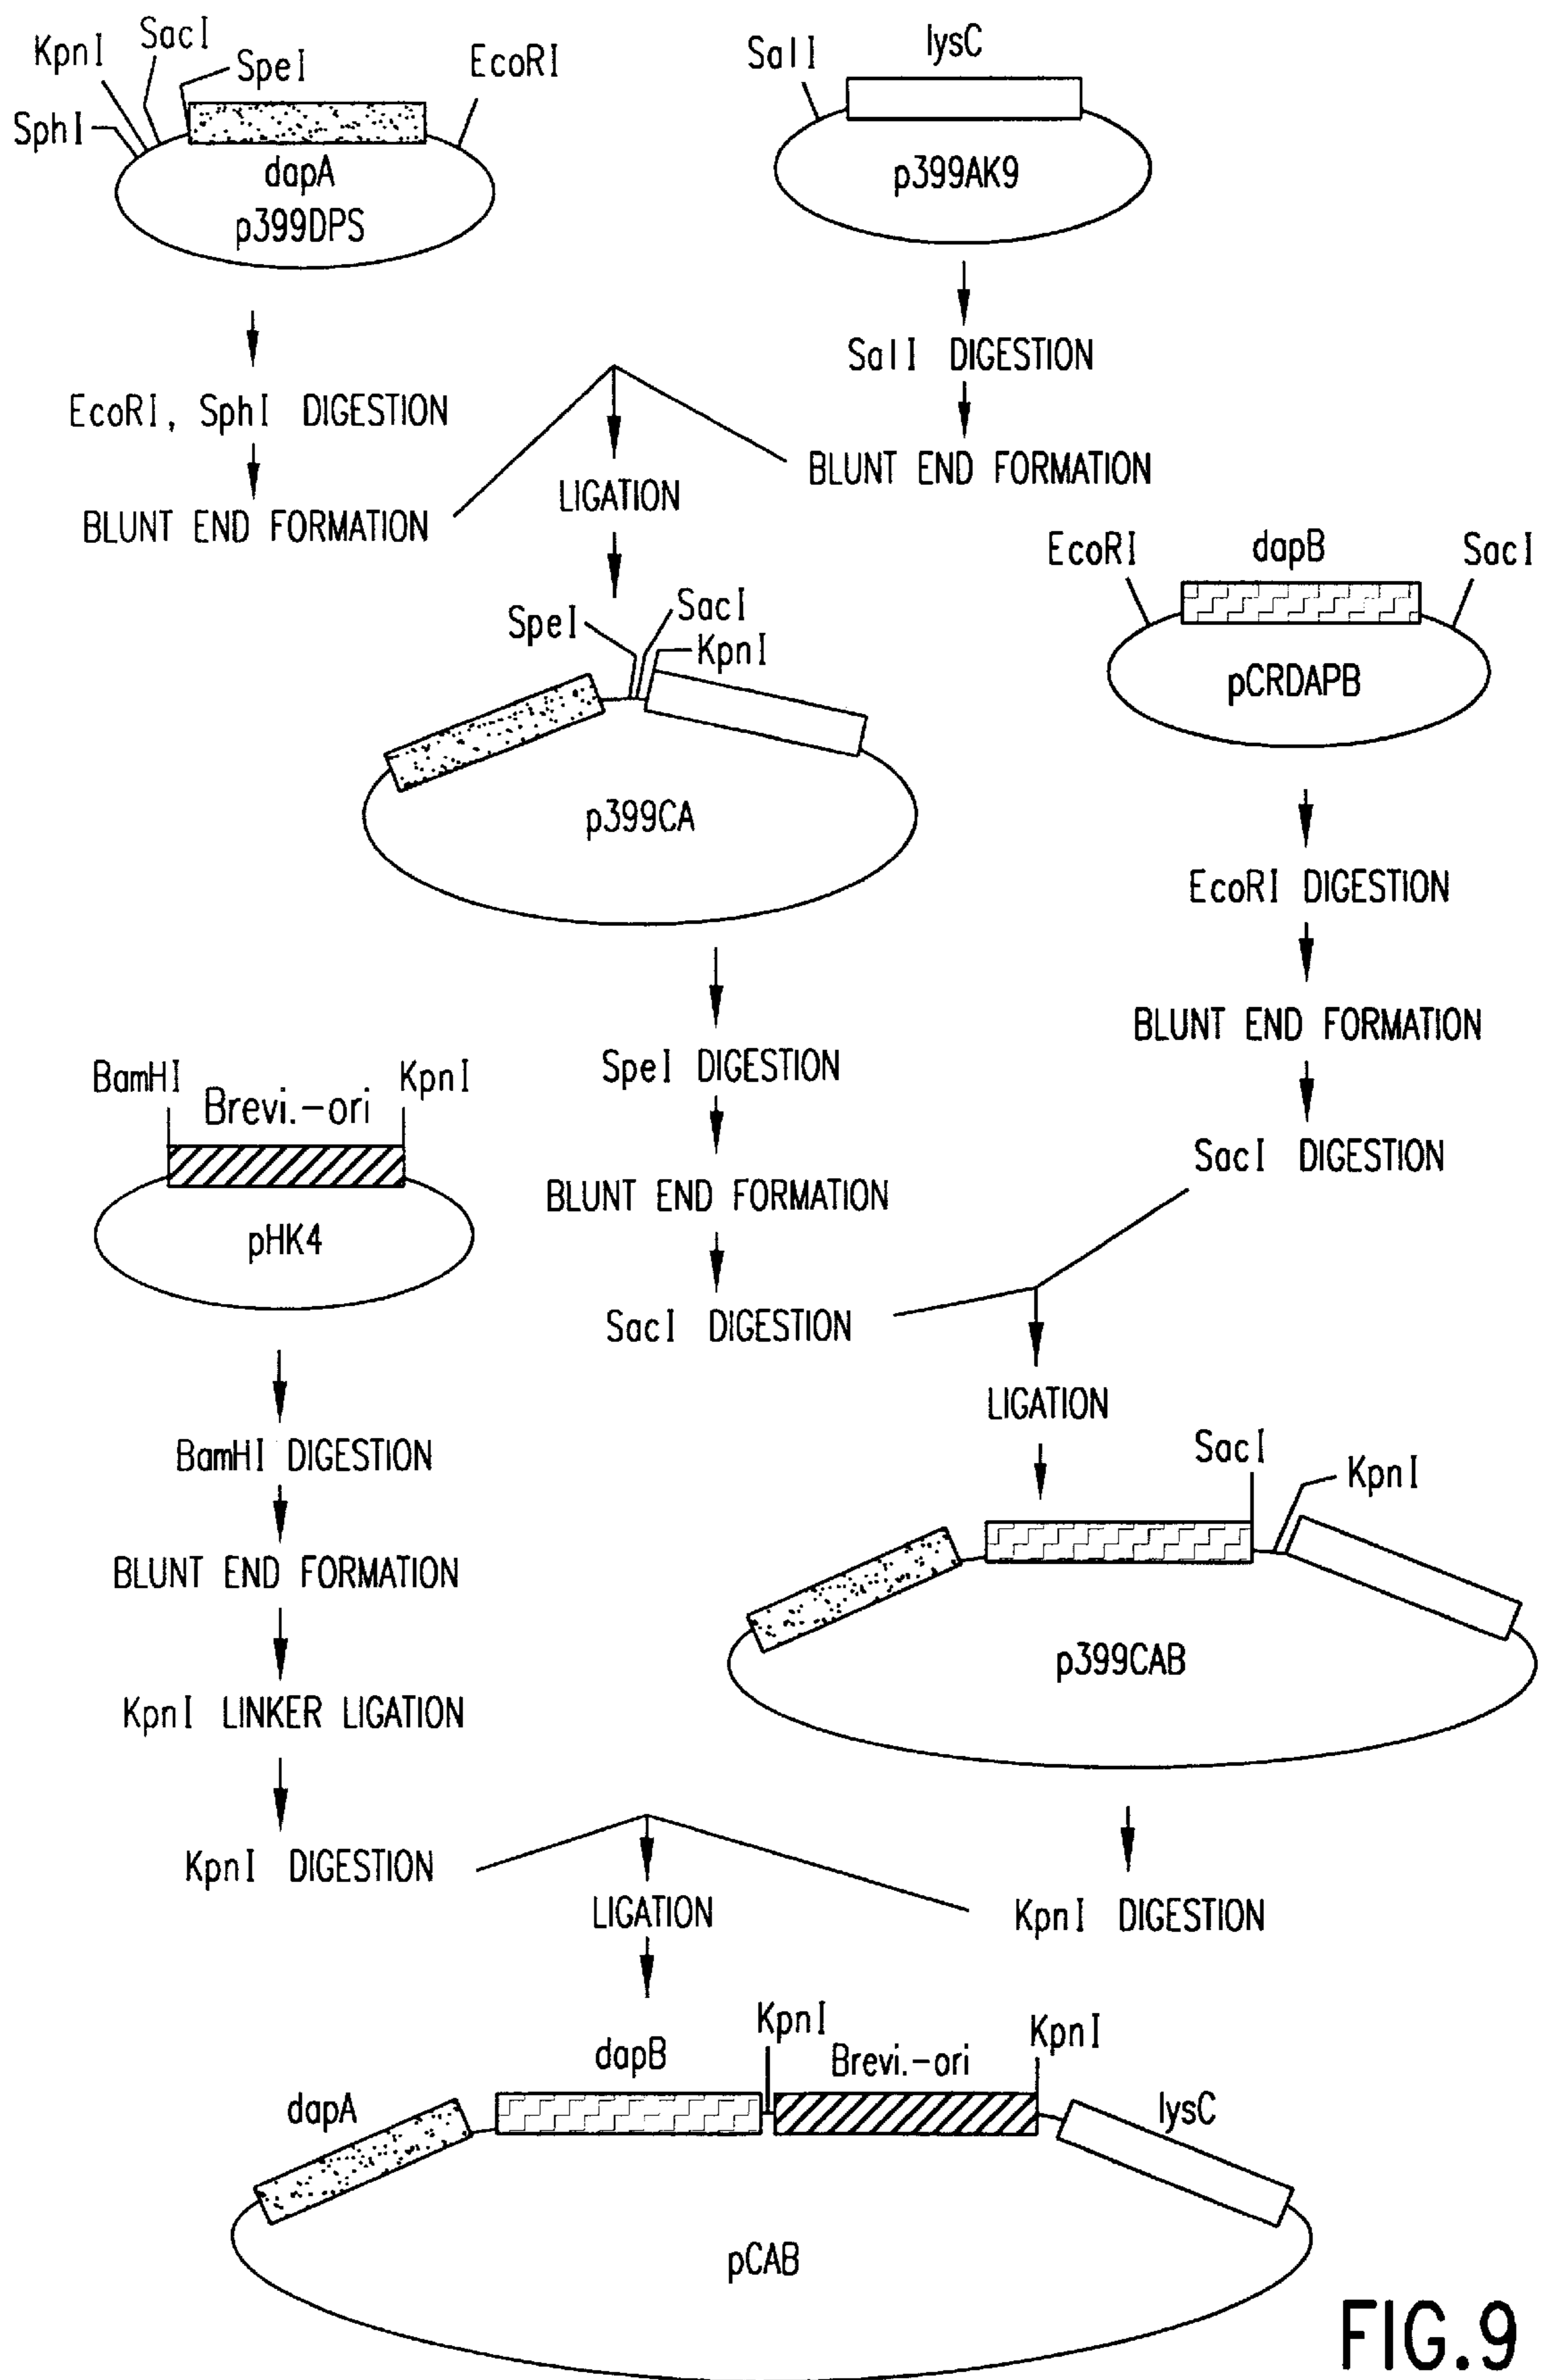 KpnI
SacI
SpeI
EcoRI
SphI
dapA
p399DPS
SalI
lysC
p399AK9
EcoRI, SphI DIGESTION
BLUNT END FORMATION
SalI DIGESTION
BLUNT END FORMATION
LIGATION
SpeI
SacI
KpnI
p399CA
EcoRI
dapB
SacI
pCRDAPB
EcoRI DIGESTION
BLUNT END FORMATION
SacI DIGESTION
SpeI DIGESTION
BLUNT END FORMATION
SacI DIGESTION
BamHI
Brevi.-ori
KpnI
pHK4
BamHI DIGESTION
BLUNT END FORMATION
KpnI LINKER LIGATION
KpnI DIGESTION
LIGATION
SacI
KpnI
p399CAB
KpnI DIGESTION
LIGATION
dapA
dapB
KpnI
Brevi.-ori
KpnI
lysC
pCAB
FIG.9